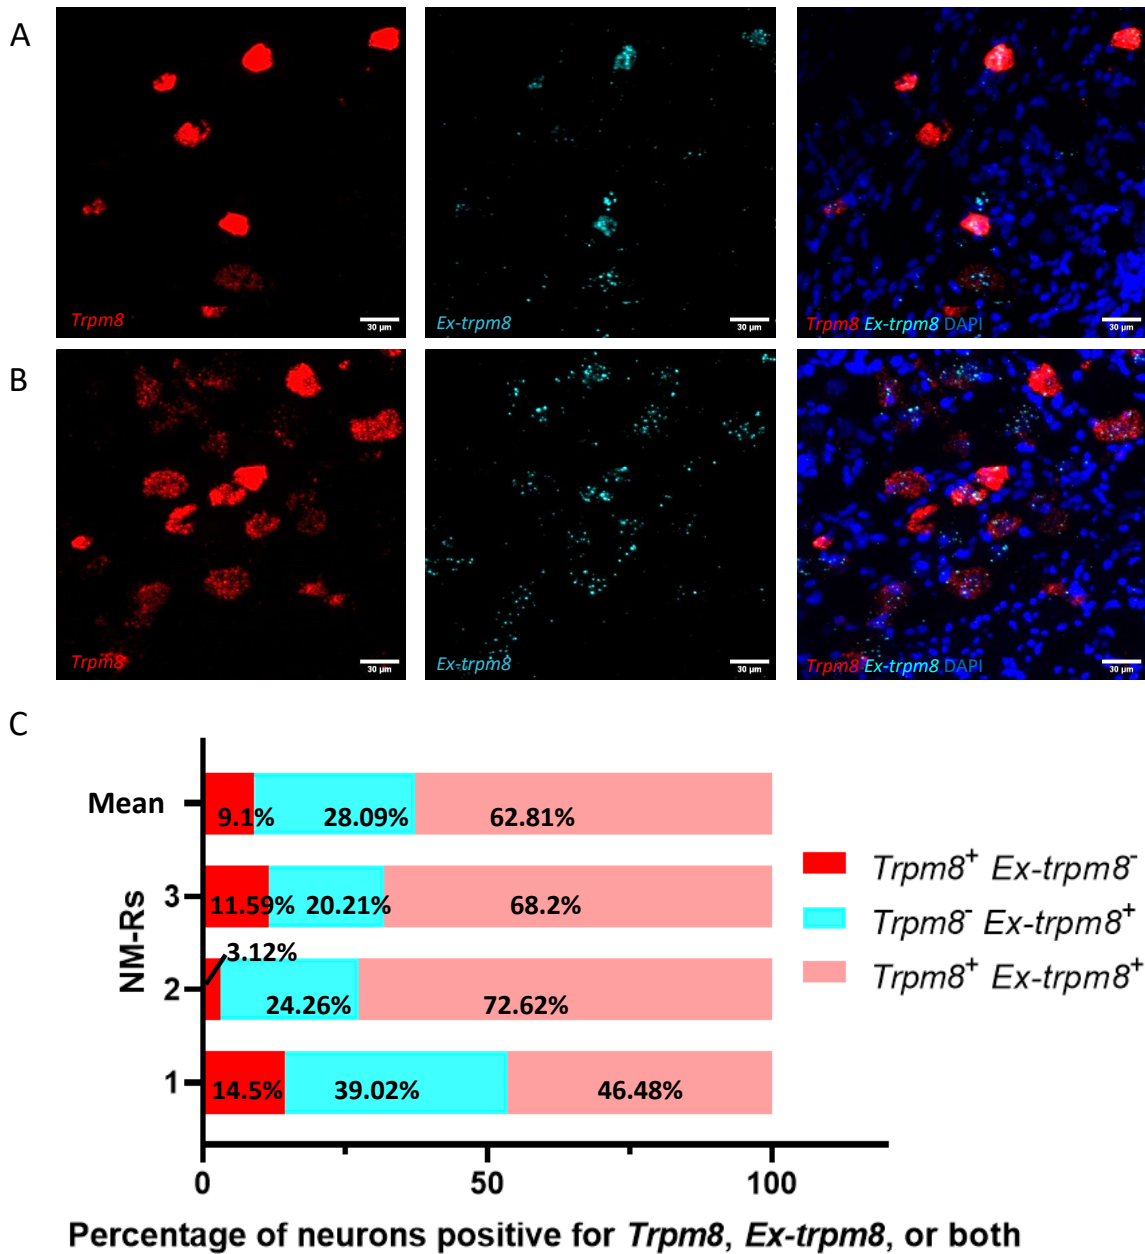 A
Trpm8
30 µm
Ex-trpm8
30 µm
Trpm8 Ex-trpm8 DAPI
30 µm
B
Trpm8
30 µm
Ex-trpm8
30 µm
Trpm8 Ex-trpm8 DAPI
30 µm
C
NM-Rs
Mean
9.1% 28.09% 62.81%
3
11.59% 20.21% 68.2%
3.12%
2
24.26% 72.62%
1
14.5% 39.02% 46.48%
0 50 100
Percentage of neurons positive for Trpm8, Ex-trpm8, or both
Trpm8⁺ Ex-trpm8⁻
Trpm8⁻ Ex-trpm8⁺
Trpm8⁺ Ex-trpm8⁺